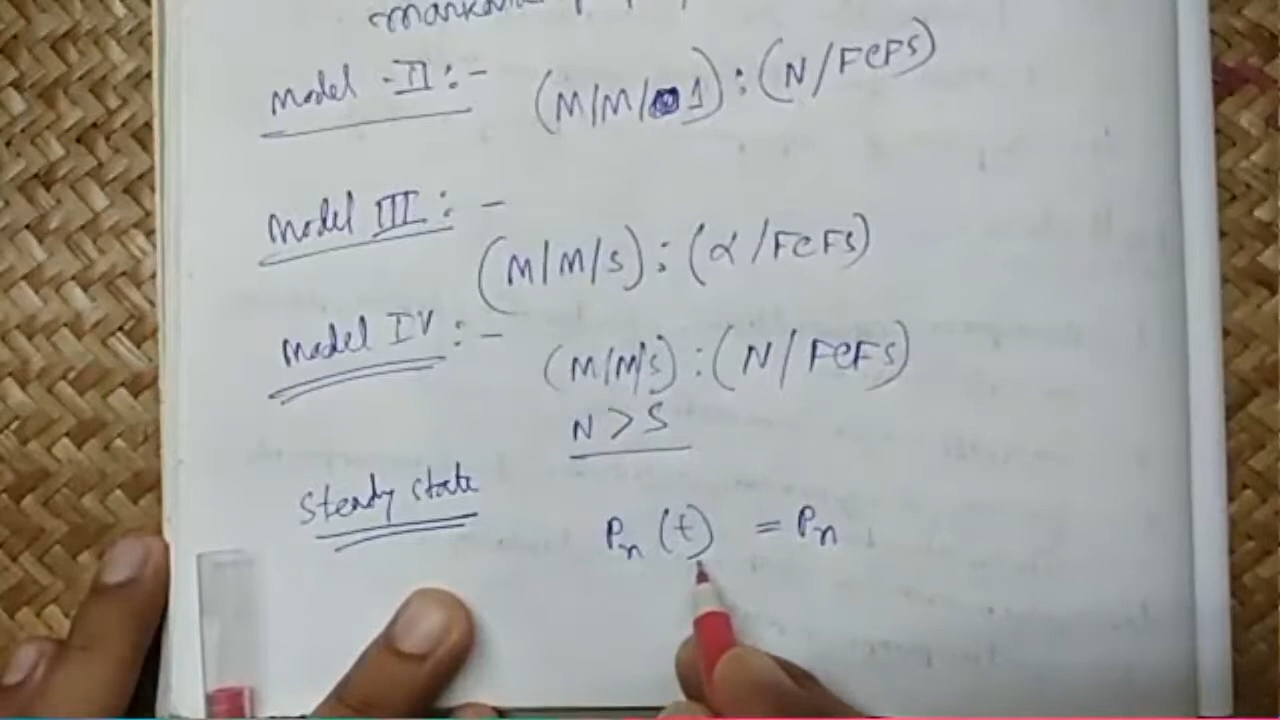 Model -II :- (M/M/1) : (N/FCFS)
Model III :- (M/M/S) : (α/FCFS)
Model IV :- (M/M/S) : (N/FCFS)
N > S
Steady state Pn (t) = Pn